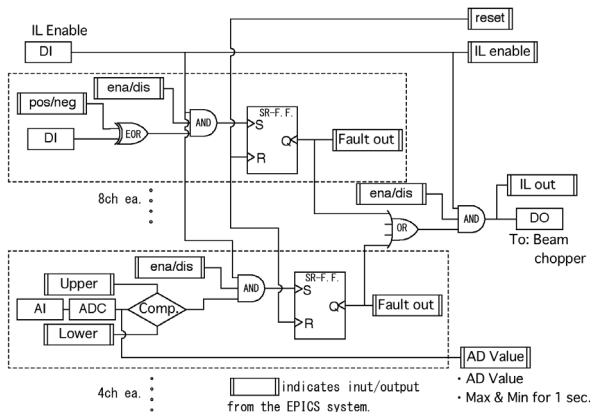 reset
IL Enable
DI
IL enable
ena/dis
pos/neg
SR-F.F.
AND
S
EOR
DI
Q
Fault out
R
8ch ea.
ena/dis
IL out
AND
DO
OR
To: Beam
chopper
ena/dis
Upper
SR-F.F.
AND
S
AI
ADC
Comp.
Q
Fault out
R
Lower
AD Value
・AD Value
・Max & Min for 1 sec.
4ch ea.
indicates inut/output
from the EPICS system.